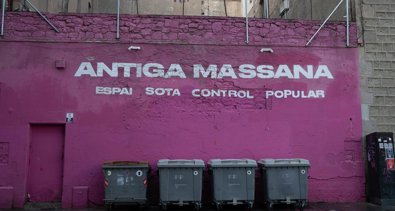 ANTIGA MASSANA
ESPAI SOTA CONTROL POPULAR